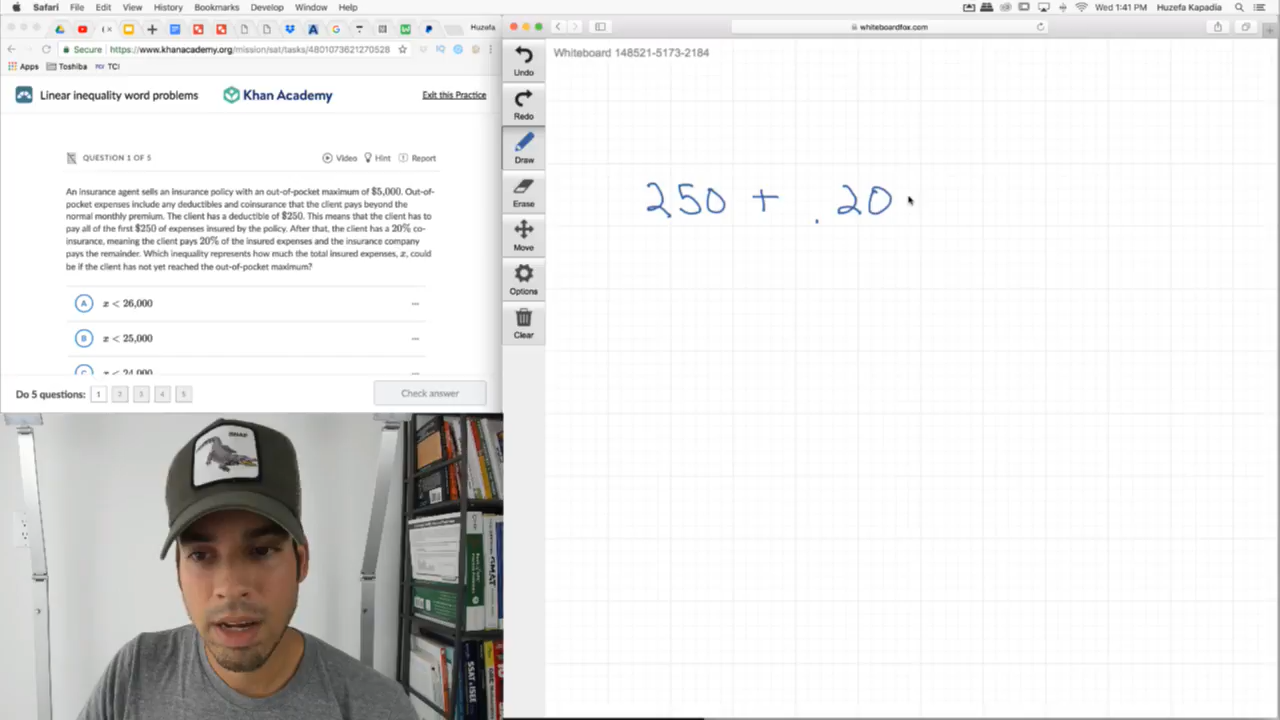 Safari File Edit View History Bookmarks Develop Window Help
Wed 1:41 PM Huzefa Kapadia
Huzefa
Secure https://www.khanacademy.org/mission/sat/tasks/4801073621270528
Apps Toshiba TCI
Linear inequality word problems
Khan Academy
Exit this Practice
QUESTION 1 OF 5
Video Hint Report
An insurance agent sells an insurance policy with an out-of-pocket maximum of $5,000. Out-of-
pocket expenses include any deductibles and coinsurance that the client pays beyond the
normal monthly premium. The client has a deductible of $250. This means that the client has to
pay all of the first $250 of expenses insured by the policy. After that, the client has a 20% co-
insurance, meaning the client pays 20% of the insured expenses and the insurance company
pays the remainder. Which inequality represents how much the total insured expenses, x, could
be if the client has not yet reached the out-of-pocket maximum?
A x < 26,000
B x < 25,000
C x < 24,000
Do 5 questions: 1 2 3 4 5
Check answer
whiteboardfox.com
Whiteboard 148521-5173-2184
Undo
Redo
Draw
Erase
Move
Options
Clear
250 + .20
GMAT
SSAT & ISEE